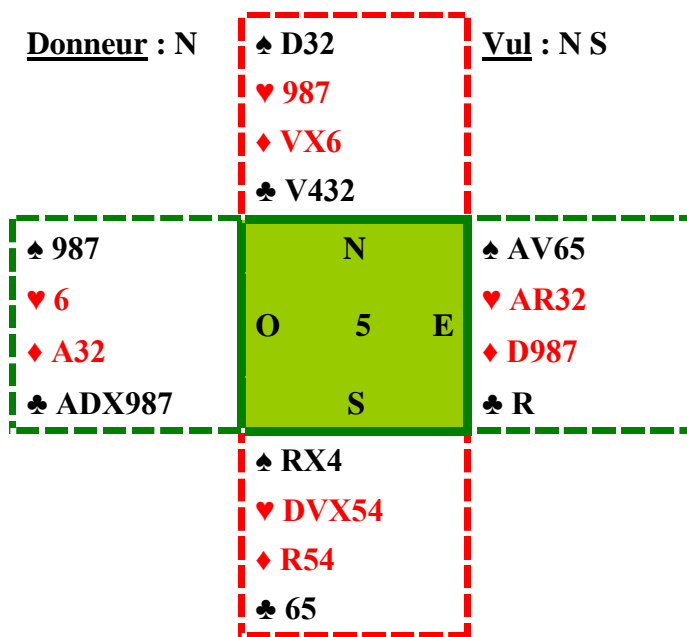 Donneur : N
♠ D32
Vul : N S
♥ 987
♦ VX6
♣ V432
♠ 987
N
♠ AV65
♥ 6
♥ AR32
O 5 E
♦ A32
♦ D987
♣ ADX987
S
♣ R
♠ RX4
♥ DVX54
♦ R54
♣ 65